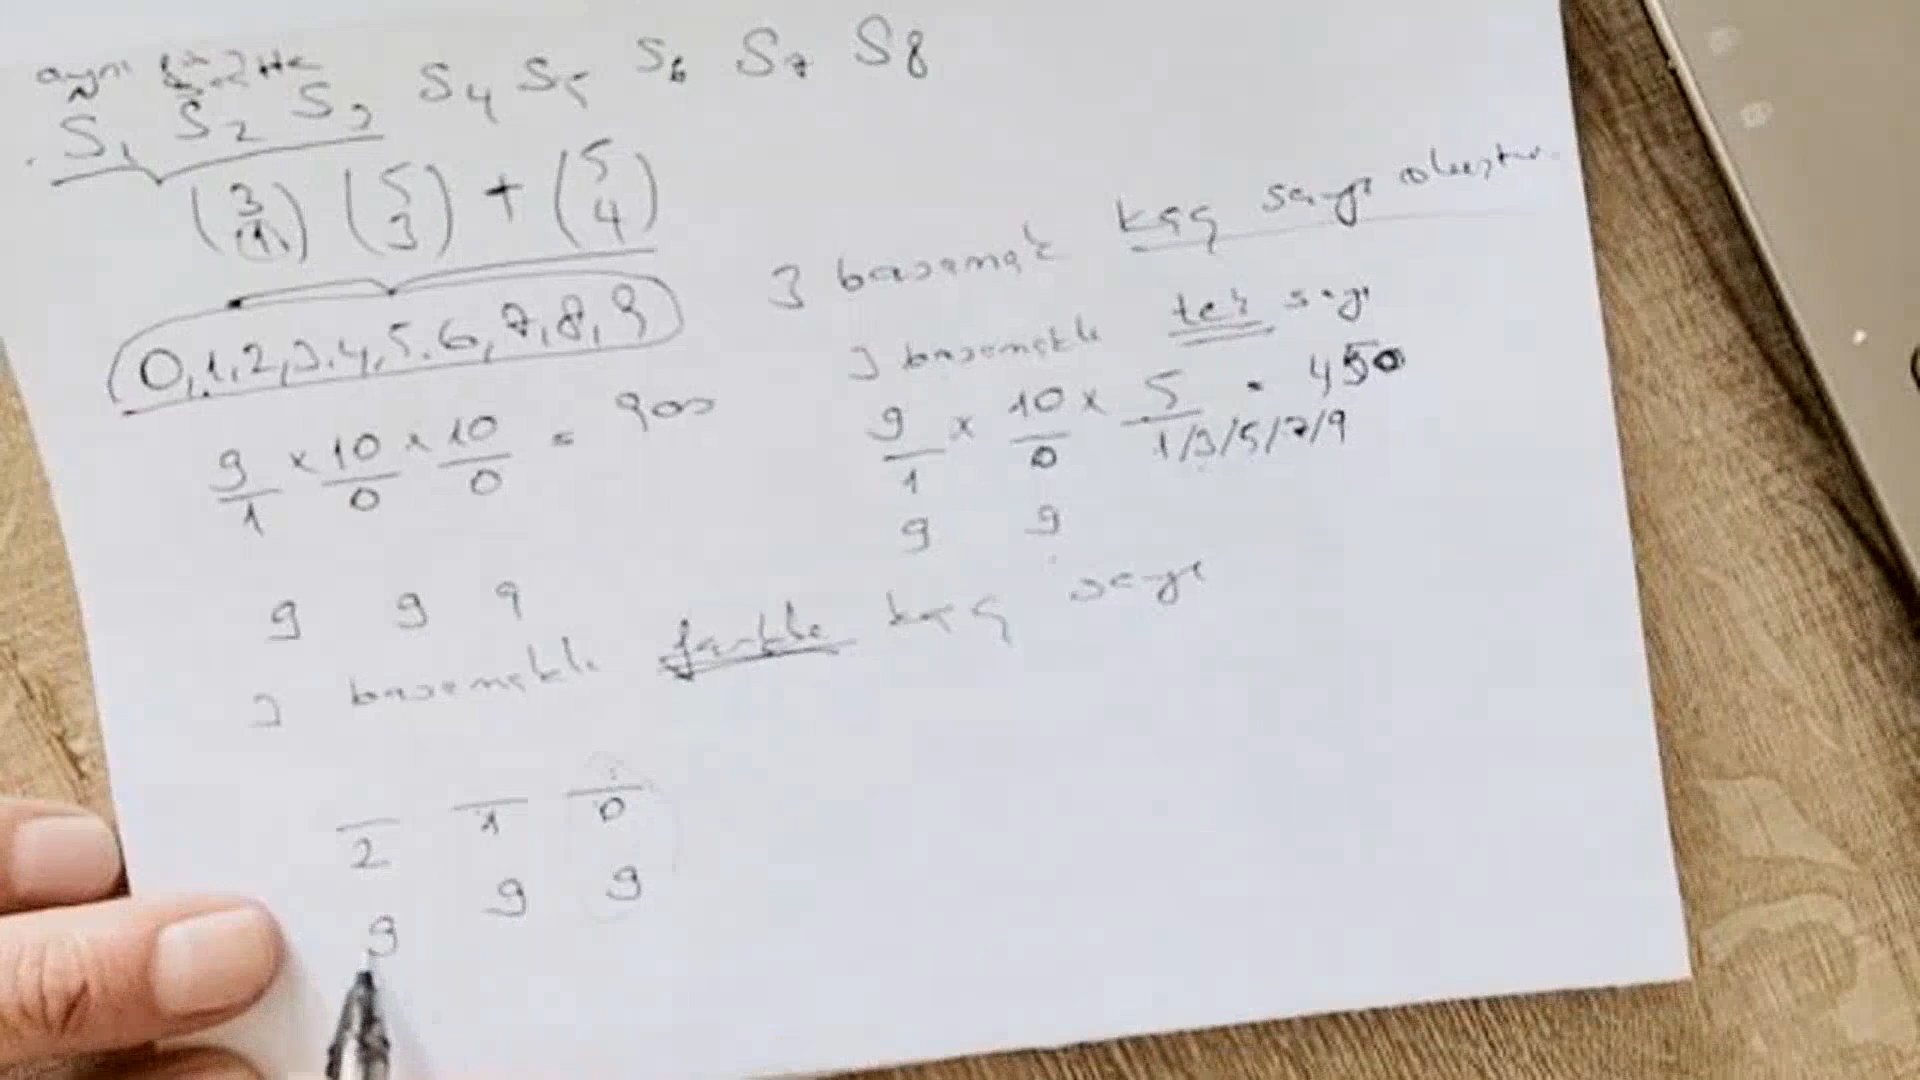 aynı
S1 S2 S3 S4 S5 S6 S7 S8
(3 1) (5 3) + (5 4)
0,1,2,3,4,5,6,7,8,9
9/1 × 10/0 × 10/0 = 900
9 9 9
3 basamak kaç sayı oluştur
3 basamaklı tek sayı
9/1 × 10/0 × 5 = 450
1/3/5/7/9
9 9
3 basamaklı farklı kaç sayı
2 1 0
9 9 9